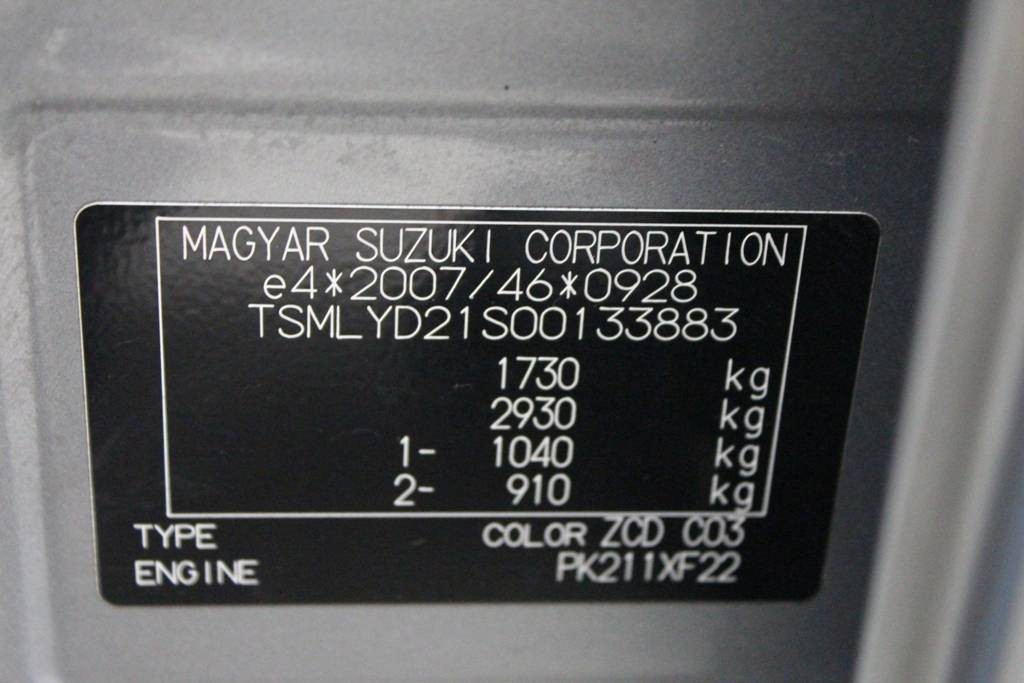 MAGYAR SUZUKI CORPORATION
e4*2007/46*0928
TSMLYD21S00133883
1730 kg
2930 kg
1- 1040 kg
2- 910 kg
TYPE COLOR ZCD C03
ENGINE PK211XF22